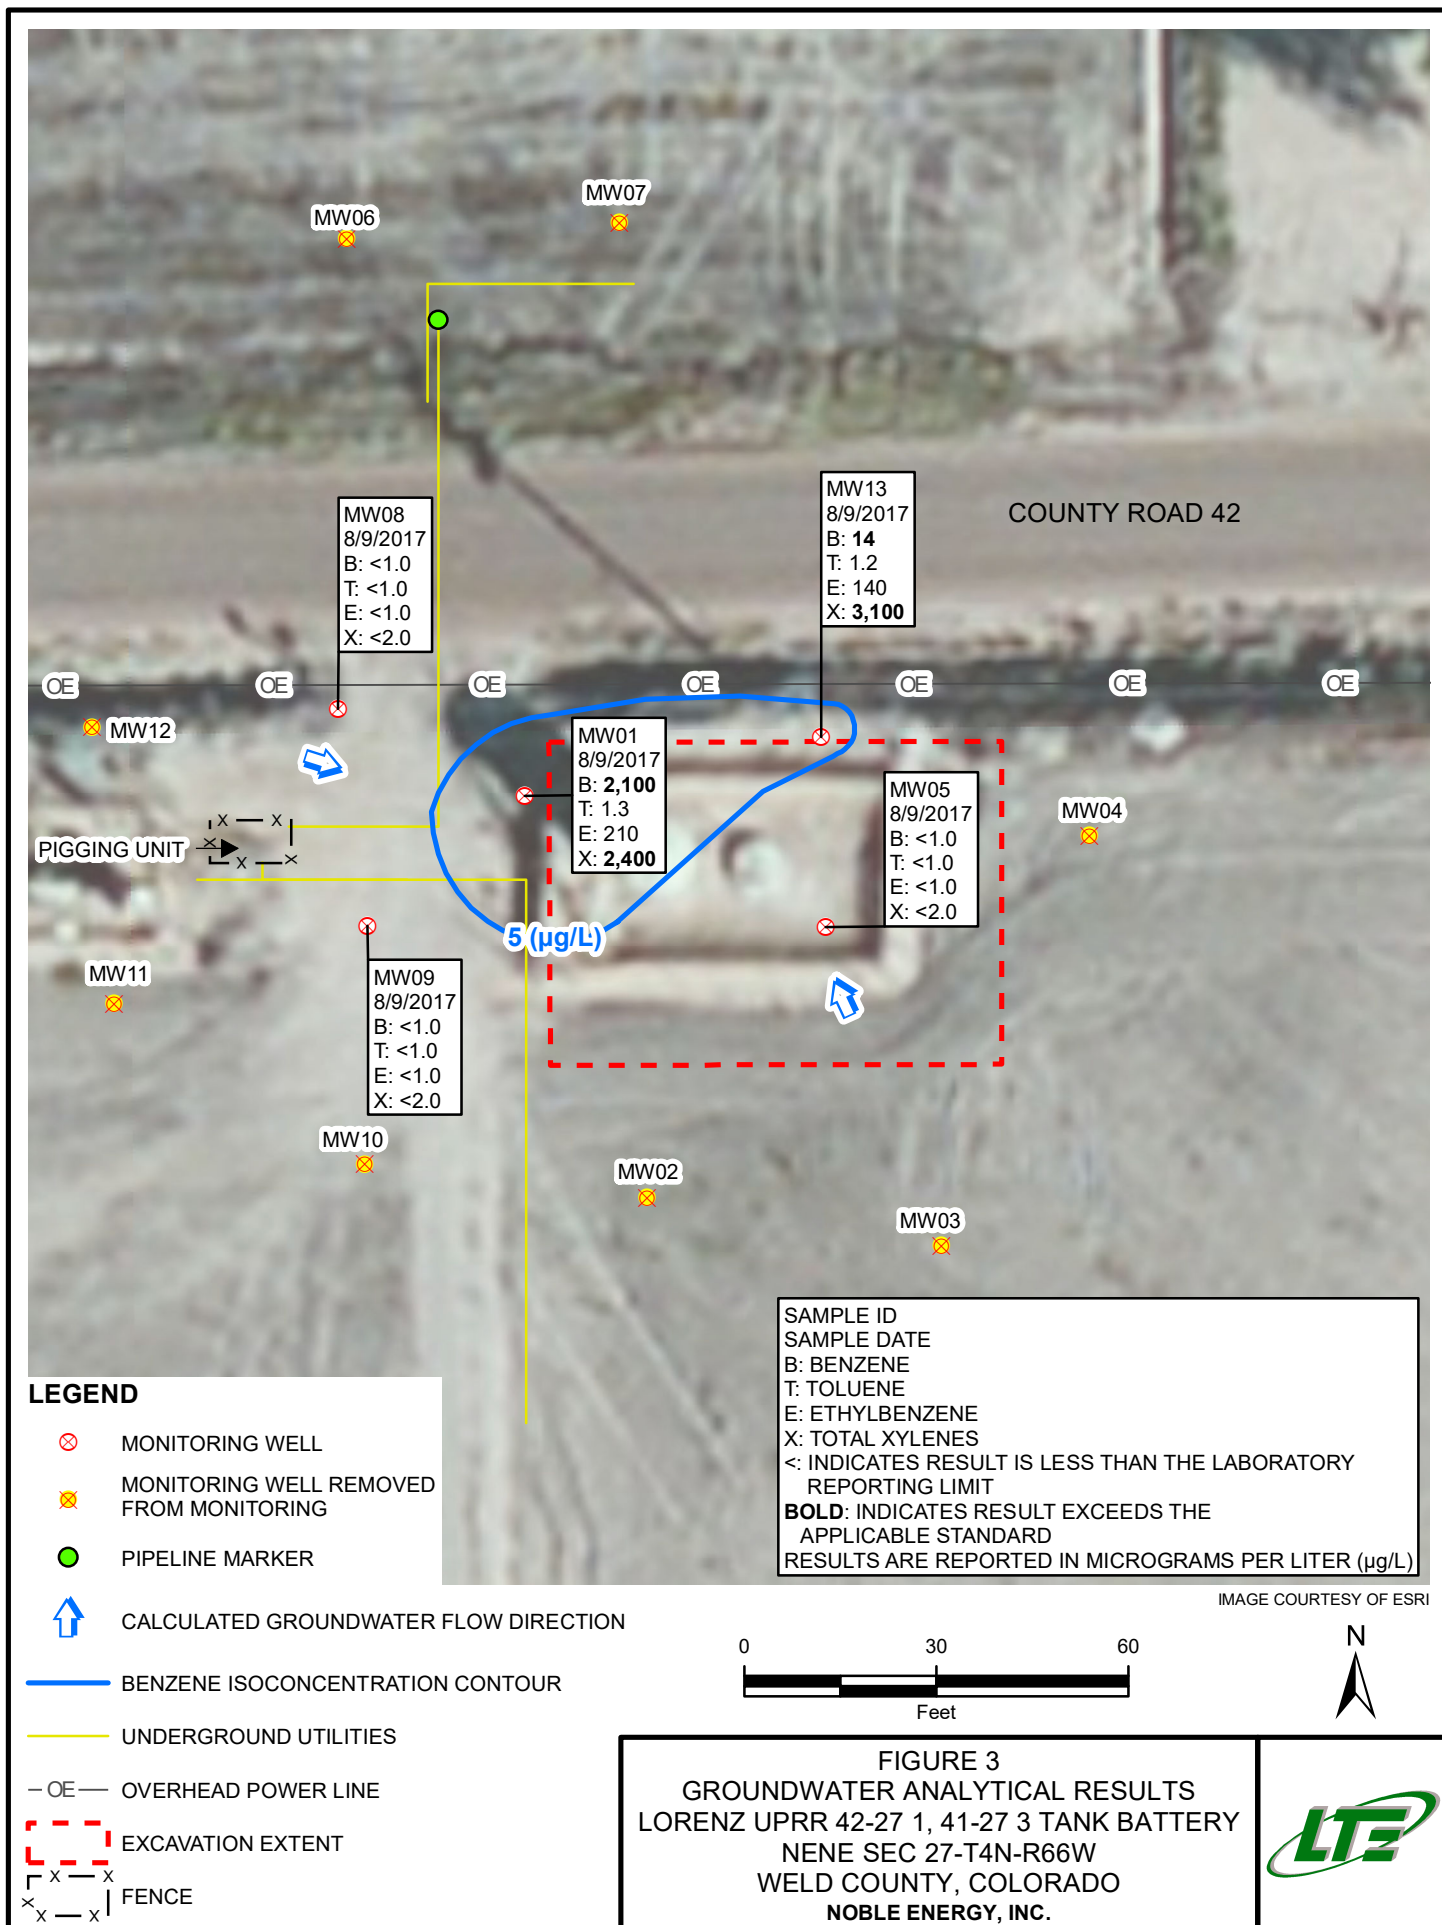 MW07
MW06
MW13
8/9/2017
B: 14
T: 1.2
E: 140
X: 3,100
COUNTY ROAD 42
MW08
8/9/2017
B: <1.0
T: <1.0
E: <1.0
X: <2.0
OE
OE
OE
OE
OE
OE
OE
MW12
MW01
8/9/2017
B: 2,100
T: 1.3
E: 210
X: 2,400
MW05
8/9/2017
B: <1.0
T: <1.0
E: <1.0
X: <2.0
MW04
X
X
X
X
X
PIGGING UNIT
5 (µg/L)
MW11
MW09
8/9/2017
B: <1.0
T: <1.0
E: <1.0
X: <2.0
MW10
MW02
MW03
SAMPLE ID
SAMPLE DATE
B: BENZENE
T: TOLUENE
E: ETHYLBENZENE
X: TOTAL XYLENES
<: INDICATES RESULT IS LESS THAN THE LABORATORY
REPORTING LIMIT
BOLD: INDICATES RESULT EXCEEDS THE
APPLICABLE STANDARD
RESULTS ARE REPORTED IN MICROGRAMS PER LITER (µg/L)
IMAGE COURTESY OF ESRI
LEGEND
MONITORING WELL
MONITORING WELL REMOVED
FROM MONITORING
PIPELINE MARKER
CALCULATED GROUNDWATER FLOW DIRECTION
BENZENE ISOCONCENTRATION CONTOUR
UNDERGROUND UTILITIES
OE
OVERHEAD POWER LINE
EXCAVATION EXTENT
X
X
X
X
X
FENCE
0
30
60
Feet
N
FIGURE 3
GROUNDWATER ANALYTICAL RESULTS
LORENZ UPRR 42-27 1, 41-27 3 TANK BATTERY
NENE SEC 27-T4N-R66W
WELD COUNTY, COLORADO
NOBLE ENERGY, INC.
LTE